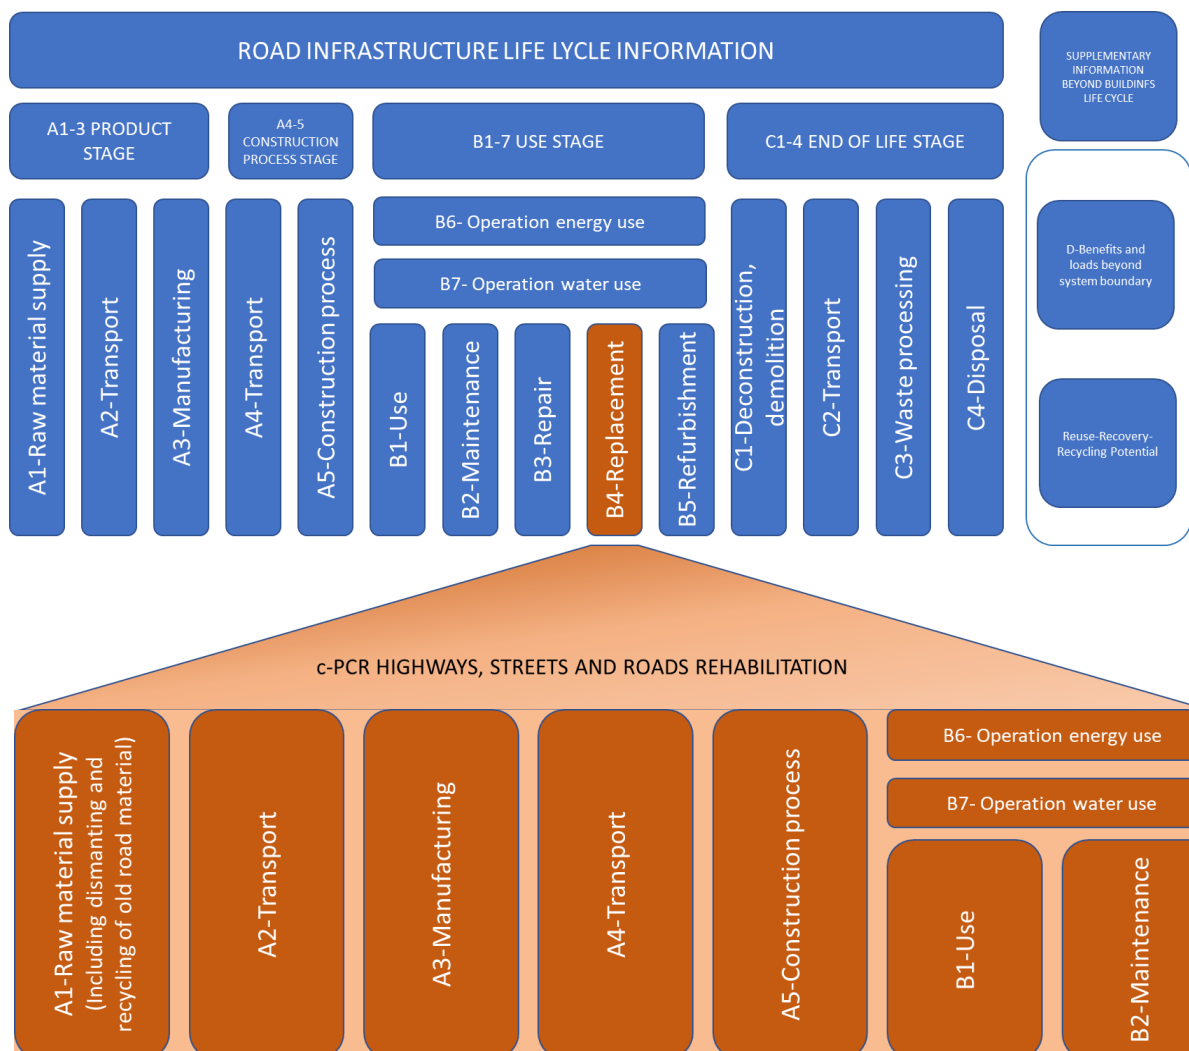 ROAD INFRASTRUCTURE LIFE LYCLE INFORMATION
SUPPLEMENTARY
INFORMATION
BEYOND BUILDINFS
LIFE CYCLE
A1-3 PRODUCT
STAGE
A4-5
CONSTRUCTION
PROCESS STAGE
B1-7 USE STAGE
C1-4 END OF LIFE STAGE
A1-Raw material supply
A2-Transport
A3-Manufacturing
A4-Transport
A5-Construction process
B6- Operation energy use
B7- Operation water use
B1-Use
B2-Maintenance
B3-Repair
B4-Replacement
B5-Refurbishment
C1-Deconstruction,
demolition
C2-Transport
C3-Waste processing
C4-Disposal
D-Benefits and
loads beyond
system boundary
Reuse-Recovery-
Recycling Potential
c-PCR HIGHWAYS, STREETS AND ROADS REHABILITATION
A1-Raw material supply
(Including dismanting and
recycling of old road material)
A2-Transport
A3-Manufacturing
A4-Transport
A5-Construction process
B6- Operation energy use
B7- Operation water use
B1-Use
B2-Maintenance